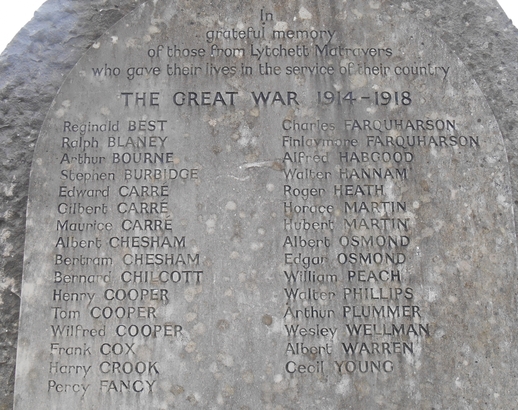 In
grateful memory
of those from Lytchett Matravers
who gave their lives in the service of their country
THE GREAT WAR 1914-1918
Reginald BEST
Ralph BLANEY
Arthur BOURNE
Stephen BURBIDGE
Edward CARRÉ
Gilbert CARRÉ
Maurice CARRÉ
Albert CHESHAM
Bertram CHESHAM
Bernard CHILCOTT
Henry COOPER
Tom COOPER
Wilfred COOPER
Frank COX
Harry CROOK
Percy FANCY
Charles FARQUHARSON
Finlaymore FARQUHARSON
Alfred HABGOOD
Walter HANNAM
Roger HEATH
Horace MARTIN
Hubert MARTIN
Albert OSMOND
Edgar OSMOND
William PEACH
Walter PHILLIPS
Arthur PLUMMER
Wesley WELLMAN
Albert WARREN
Cecil YOUNG